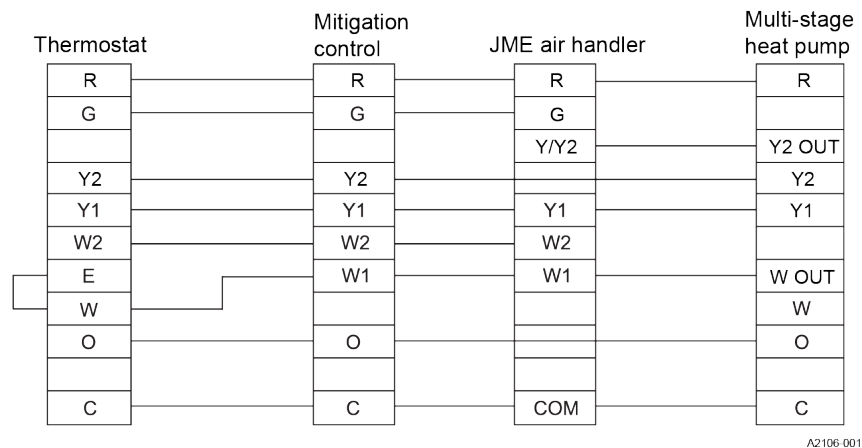 Thermostat
Mitigation
control
JME air handler
Multi-stage
heat pump
R R R R
G G G
Y/Y2 Y2 OUT
Y2 Y2 Y2
Y1 Y1 Y1 Y1
W2 W2 W2
E W1 W1 W OUT
W W
O O O
C C COM C
A2106-001